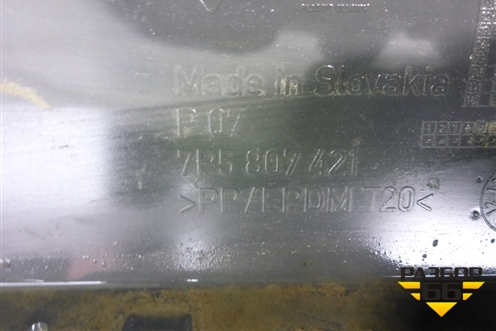 Made in Slovakia
P 07
7P5 807 421
>PP/EPDM T20<
РАЗБОР
66